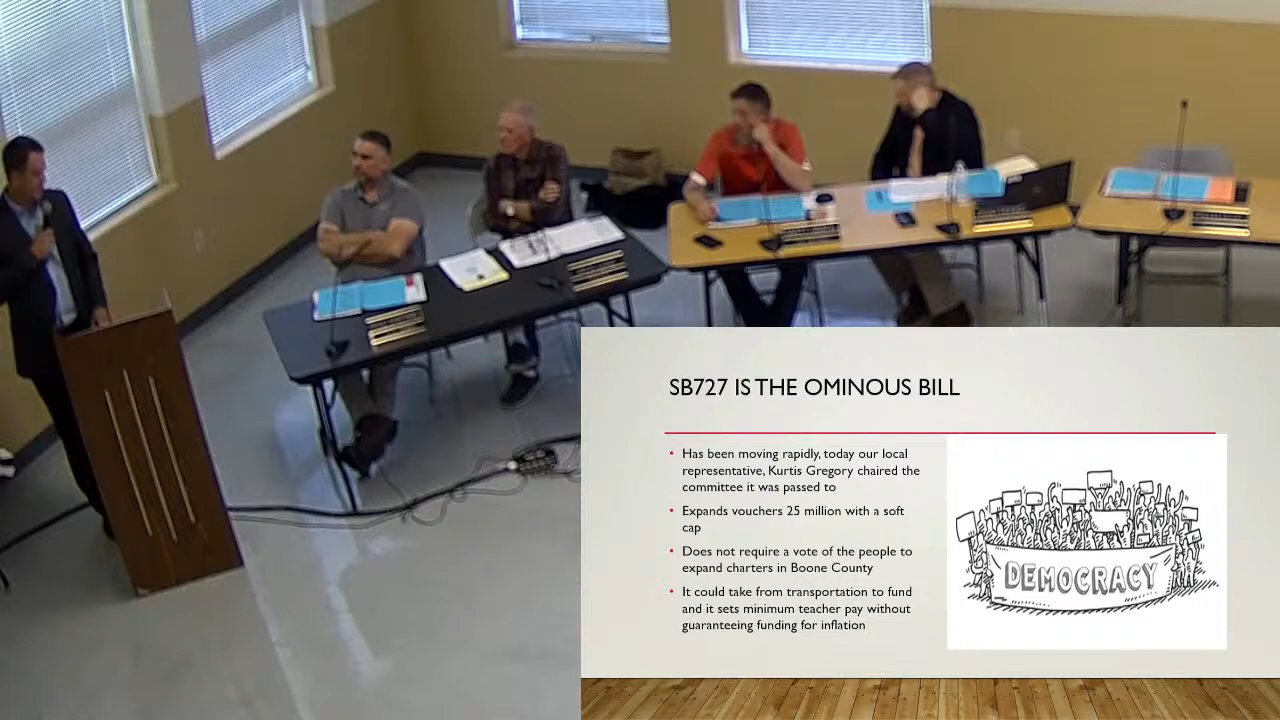 SB727 IS THE OMINOUS BILL
• Has been moving rapidly, today our local
representative, Kurtis Gregory chaired the
committee it was passed to
• Expands vouchers 25 million with a soft
cap
• Does not require a vote of the people to
expand charters in Boone County
• It could take from transportation to fund
and it sets minimum teacher pay without
guaranteeing funding for inflation
DEMOCRACY